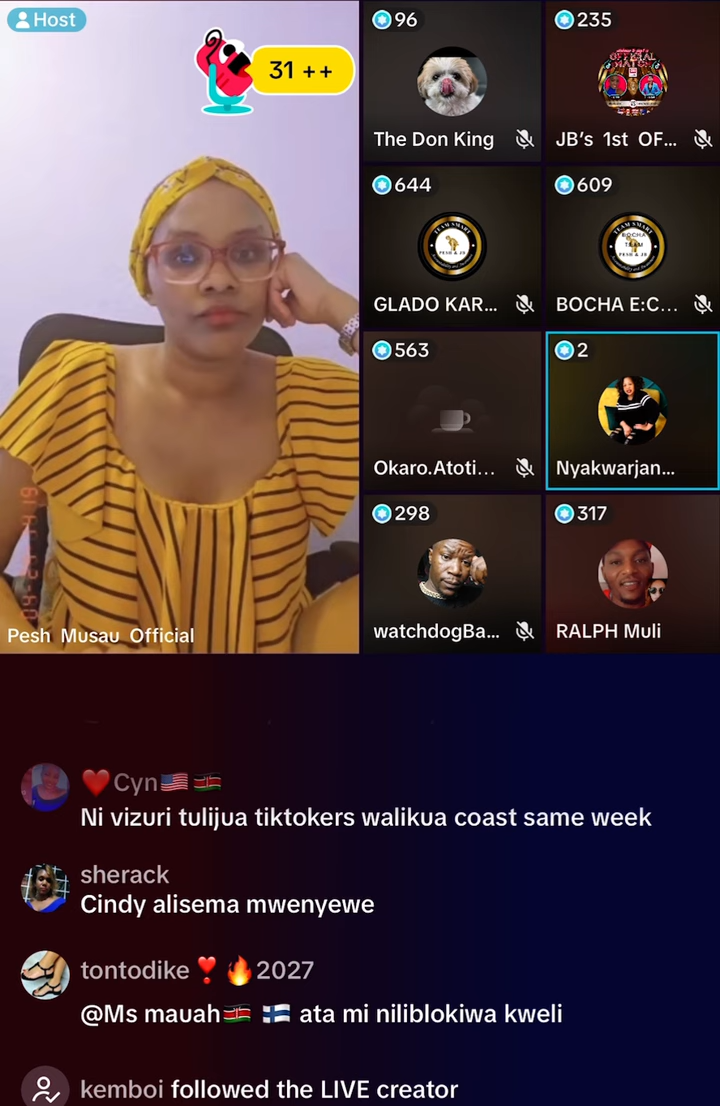 Host
31 ++
96
235
The Don King
JB's 1st OF...
644
609
GLADO KAR...
BOCHA E:C...
563
2
Okaro.Atoti...
Nyakwarjan...
298
317
watchdogBa...
RALPH Muli
Pesh Musau Official
❤️Cyn🇺🇸🇰🇪
Ni vizuri tulijua tiktokers walikua coast same week
sherack
Cindy alisema mwenyewe
tontodike❣️🔥2027
@Ms mauah🇰🇪 🇫🇮 ata mi niliblokiwa kweli
kemboi followed the LIVE creator